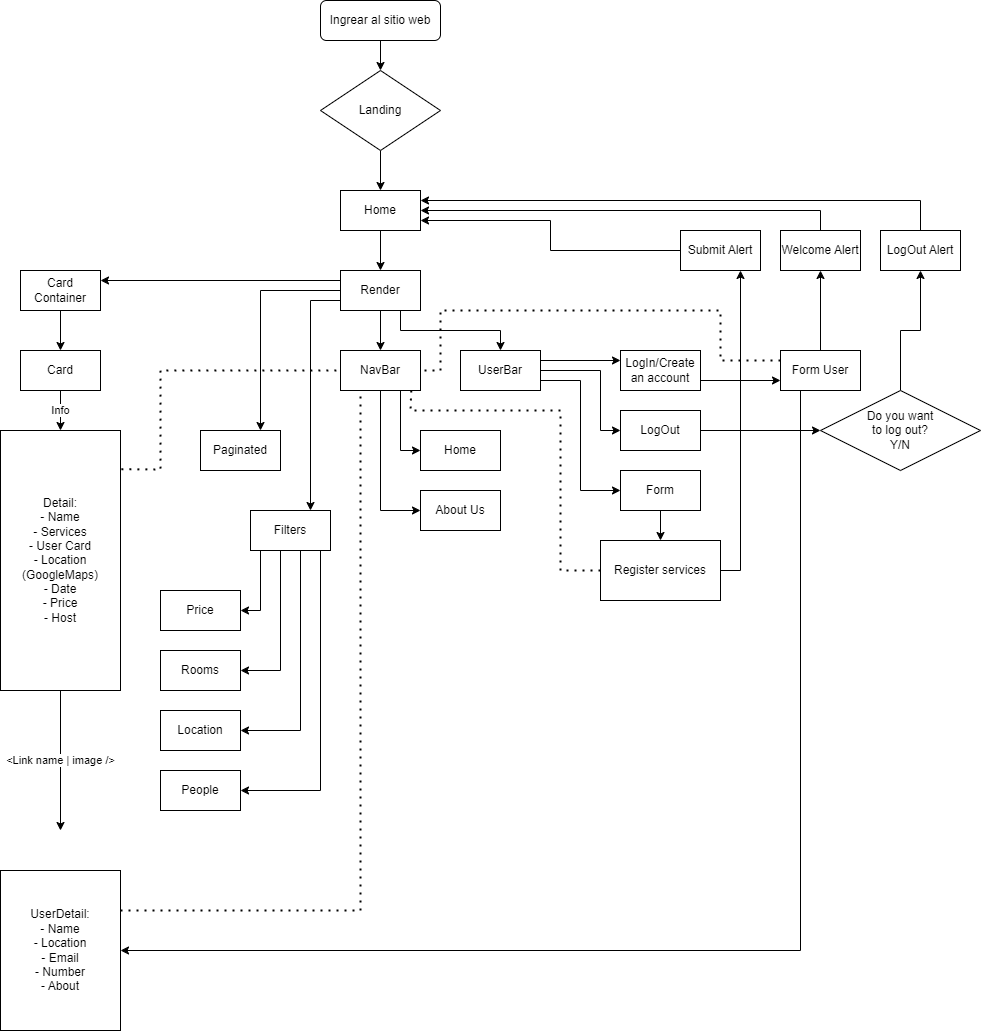 Ingrear al sitio web
Landing
Home
Submit Alert
Welcome Alert
LogOut Alert
Card
Container
Render
Card
NavBar
UserBar
LogIn/Create
an account
Form User
Info
Do you want
to log out?
Y/N
Paginated
Home
LogOut
Form
About Us
Detail:
- Name
- Services
- User Card
- Location
(GoogleMaps)
- Date
- Price
- Host
Filters
Register services
Price
Rooms
Location
People
<Link name | image />
UserDetail:
- Name
- Location
- Email
- Number
- About